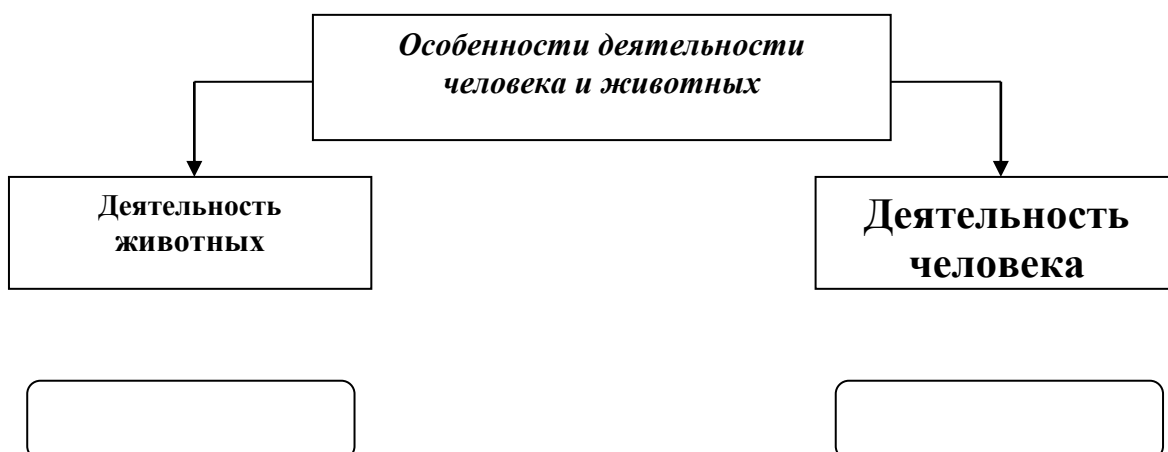 Особенности деятельности
человека и животных
Деятельность
животных
Деятельность
человека